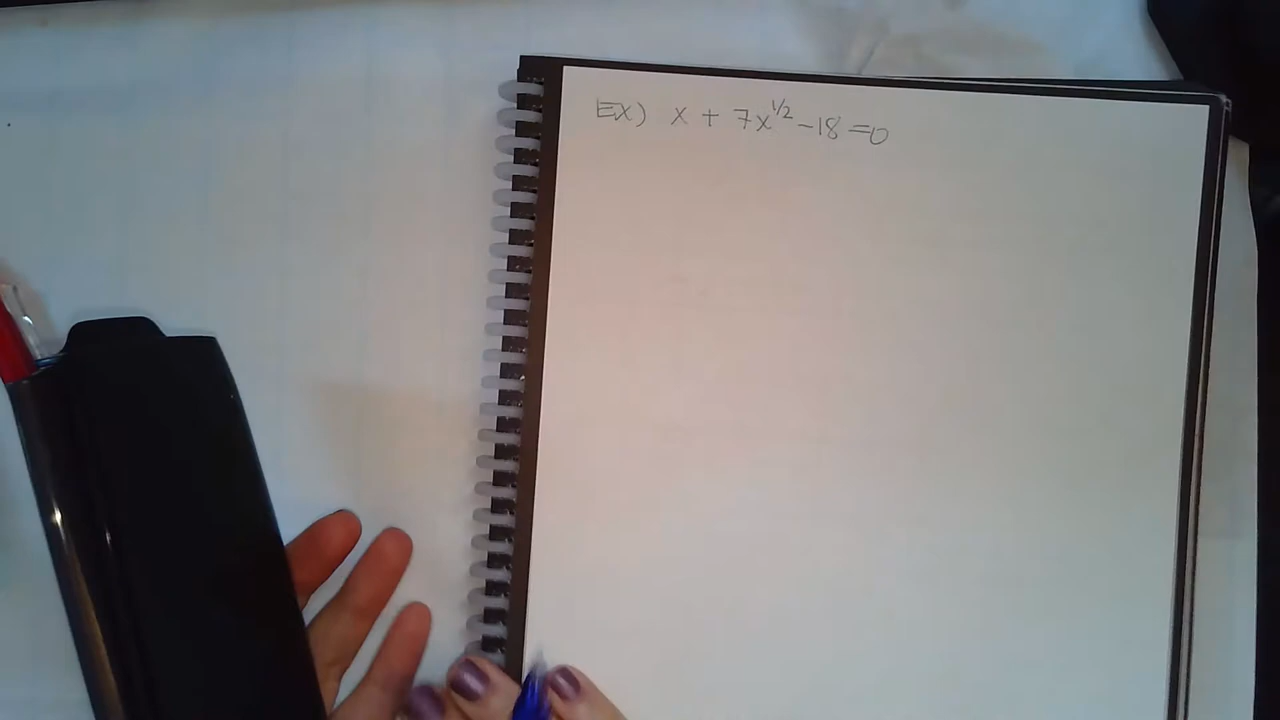 EX) x + 7x^{1/2} - 18 = 0